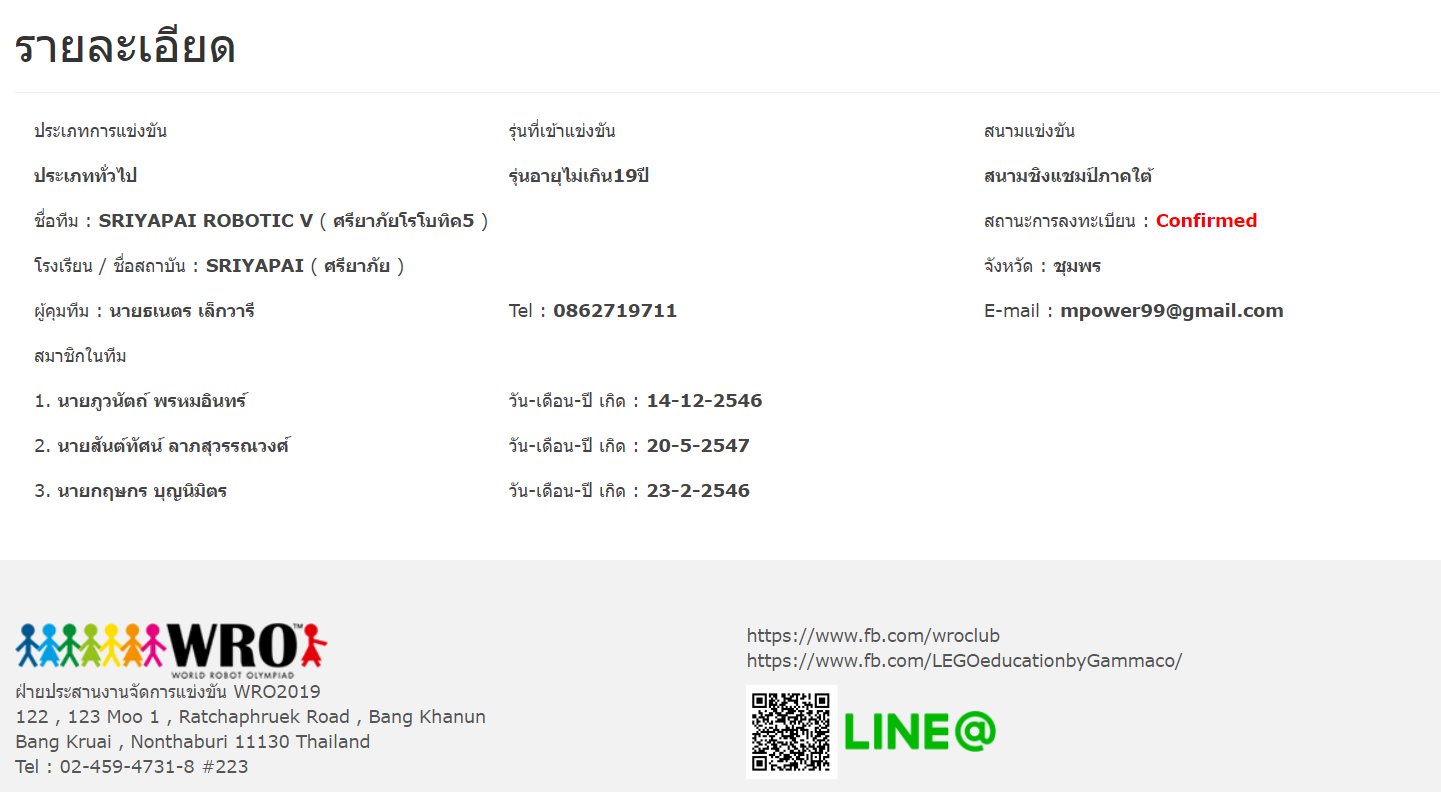 รายละเอียด
ประเภทการแข่งขัน รุ่นที่เข้าแข่งขัน สนามแข่งขัน
ประเภททั่วไป รุ่นอายุไม่เกิน19ปี สนามชิงแชมป์ภาคใต้
ชื่อทีม : SRIYAPAI ROBOTIC V ( ศรียาภัยโรโบทิค5 ) สถานะการลงทะเบียน : Confirmed
โรงเรียน / ชื่อสถาบัน : SRIYAPAI ( ศรียาภัย ) จังหวัด : ชุมพร
ผู้คุมทีม : นายธเนตร เล็กวารี Tel : 0862719711 E-mail : mpower99@gmail.com
สมาชิกในทีม
1. นายภูวนัตถ์ พรหมอินทร์ วัน-เดือน-ปี เกิด : 14-12-2546
2. นายสันต์ทัศน์ ลาภสุวรรณวงศ์ วัน-เดือน-ปี เกิด : 20-5-2547
3. นายกฤษกร บุญนิมิตร วัน-เดือน-ปี เกิด : 23-2-2546
WRO™
WORLD ROBOT OLYMPIAD
ฝ่ายประสานงานจัดการแข่งขัน WRO2019
122 , 123 Moo 1 , Ratchaphruek Road , Bang Khanun
Bang Kruai , Nonthaburi 11130 Thailand
Tel : 02-459-4731-8 #223
https://www.fb.com/wroclub
https://www.fb.com/LEGOeducationbyGammaco/
LINE@